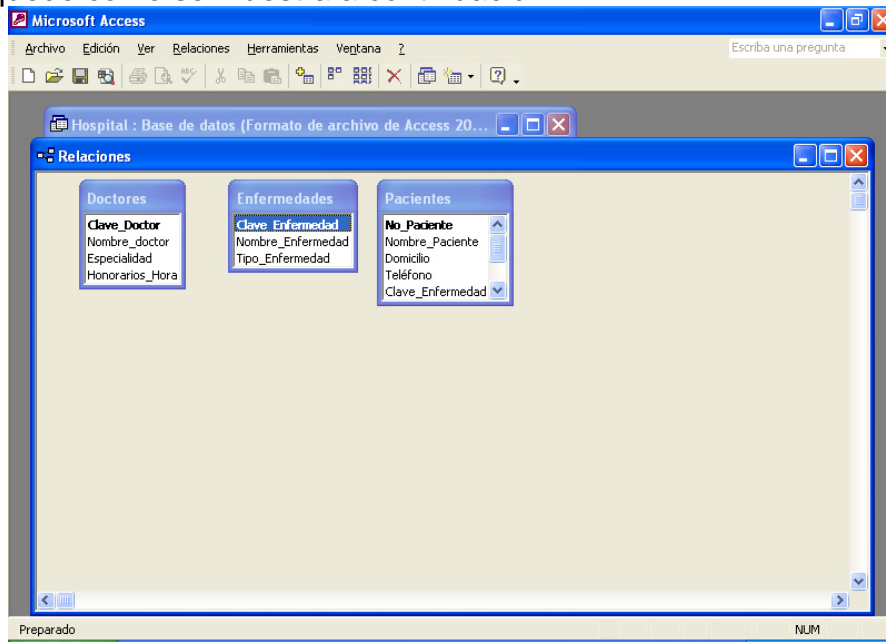 Microsoft Access
Archivo Edición Ver Relaciones Herramientas Ventana ?
Escriba una pregunta
Hospital : Base de datos (Formato de archivo de Access 20...
Relaciones
Doctores
Clave_Doctor
Nombre_doctor
Especialidad
Honorarios_Hora
Enfermedades
Clave_Enfermedad
Nombre_Enfermedad
Tipo_Enfermedad
Pacientes
No_Paciente
Nombre_Paciente
Domicilio
Teléfono
Clave_Enfermedad
Preparado
NUM